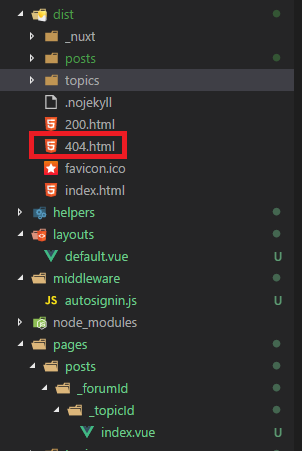 dist
_nuxt
posts
topics
.nojekyll
200.html
404.html
favicon.ico
index.html
helpers
layouts
default.vue U
middleware
JS autosignin.js U
node_modules
pages
posts
_forumId
_topicId
index.vue U